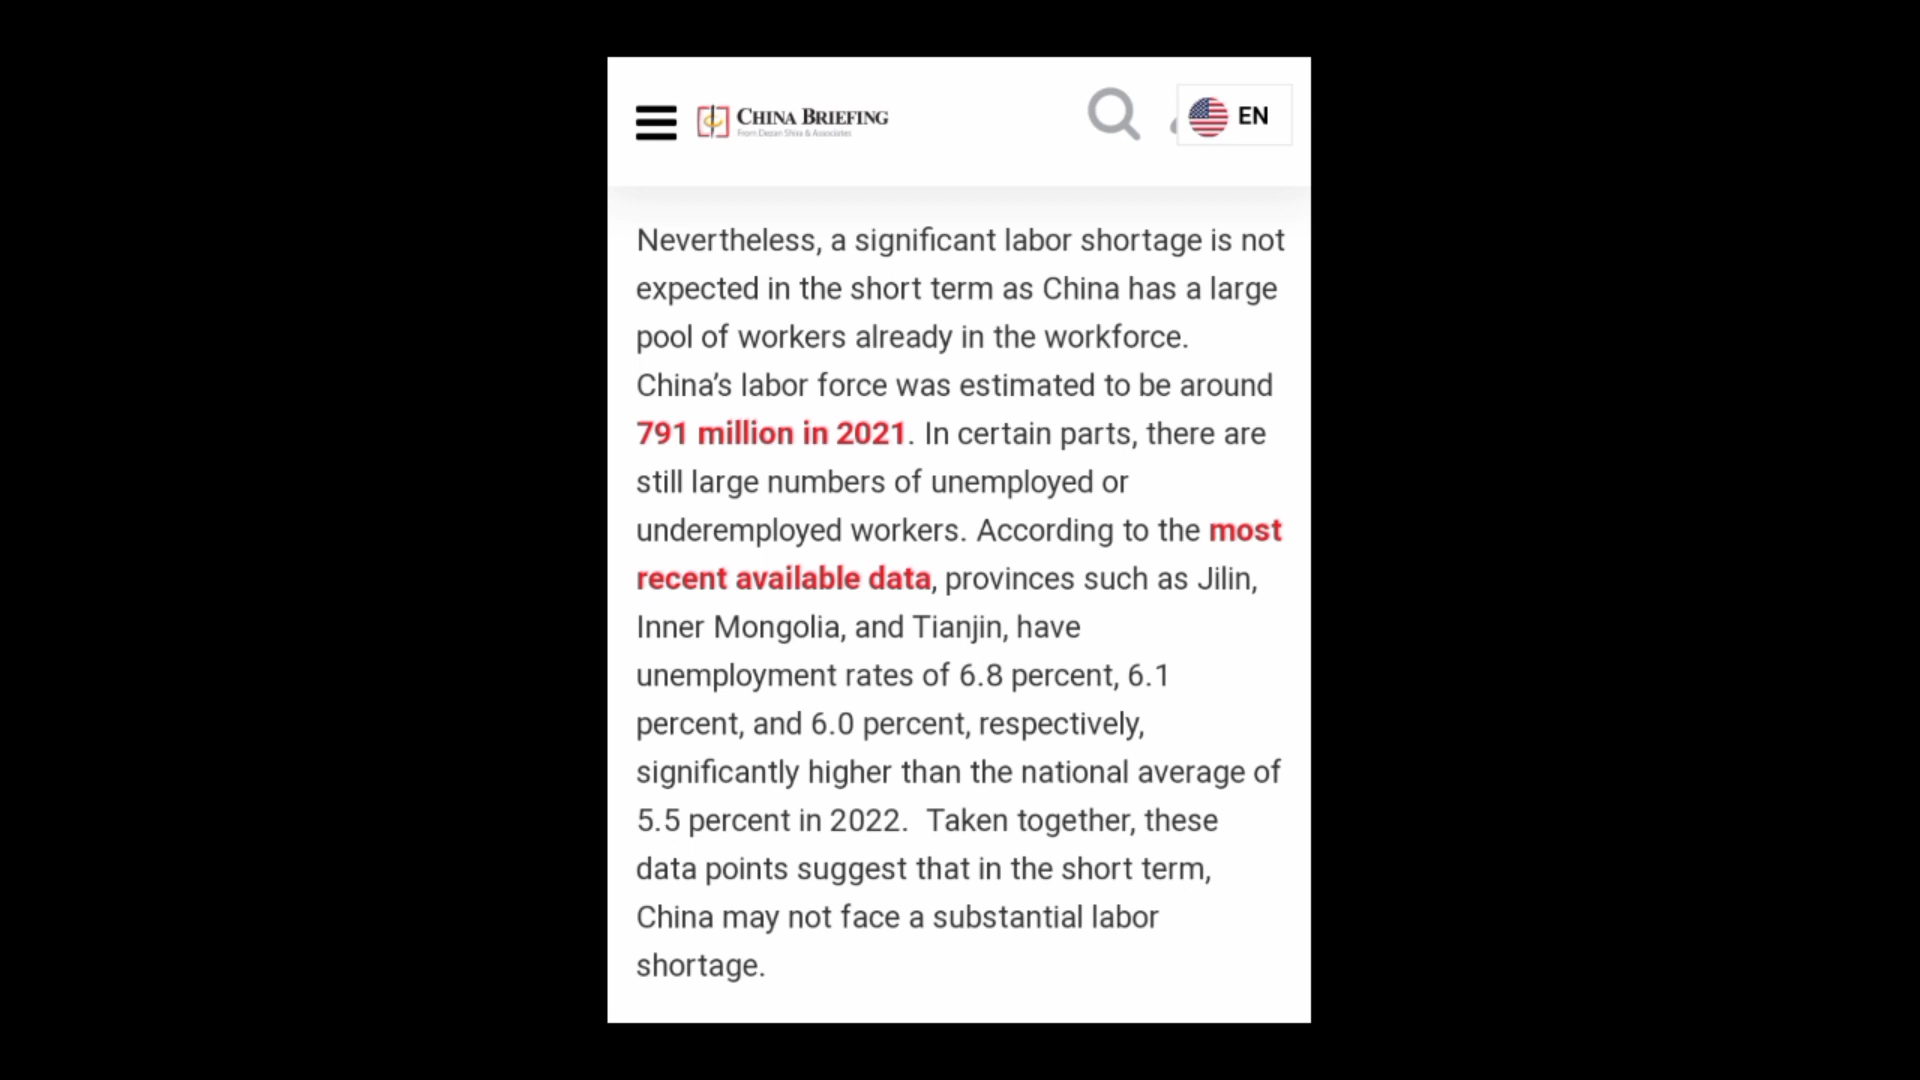 CHINA BRIEFING
From Dezan Shira & Associates
EN
Nevertheless, a significant labor shortage is not
expected in the short term as China has a large
pool of workers already in the workforce.
China’s labor force was estimated to be around
791 million in 2021. In certain parts, there are
still large numbers of unemployed or
underemployed workers. According to the most
recent available data, provinces such as Jilin,
Inner Mongolia, and Tianjin, have
unemployment rates of 6.8 percent, 6.1
percent, and 6.0 percent, respectively,
significantly higher than the national average of
5.5 percent in 2022.  Taken together, these
data points suggest that in the short term,
China may not face a substantial labor
shortage.